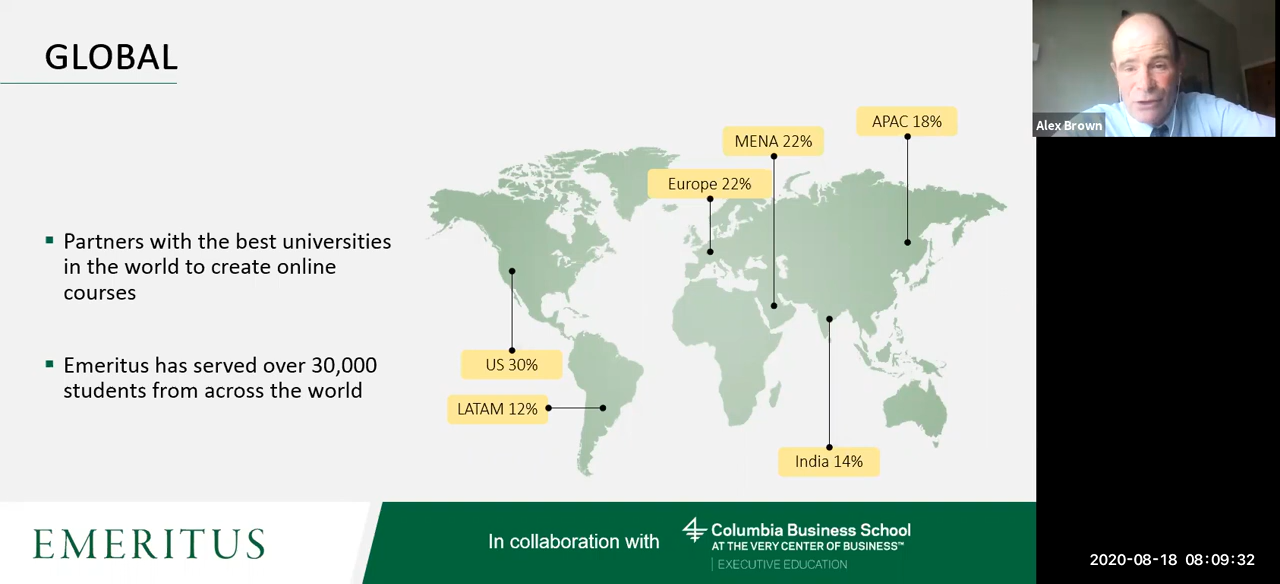 GLOBAL
Alex Brown
APAC 18%
MENA 22%
Europe 22%
▪ Partners with the best universities
in the world to create online
courses
▪ Emeritus has served over 30,000
students from across the world
US 30%
LATAM 12%
India 14%
EMERITUS
In collaboration with
Columbia Business School
AT THE VERY CENTER OF BUSINESS™
EXECUTIVE EDUCATION
2020-08-18 08:09:32